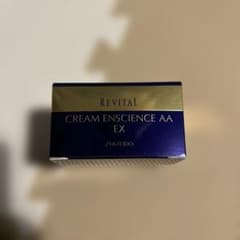 REVITAL
CREAM ENSCIENCE AA
EX
SHISEIDO